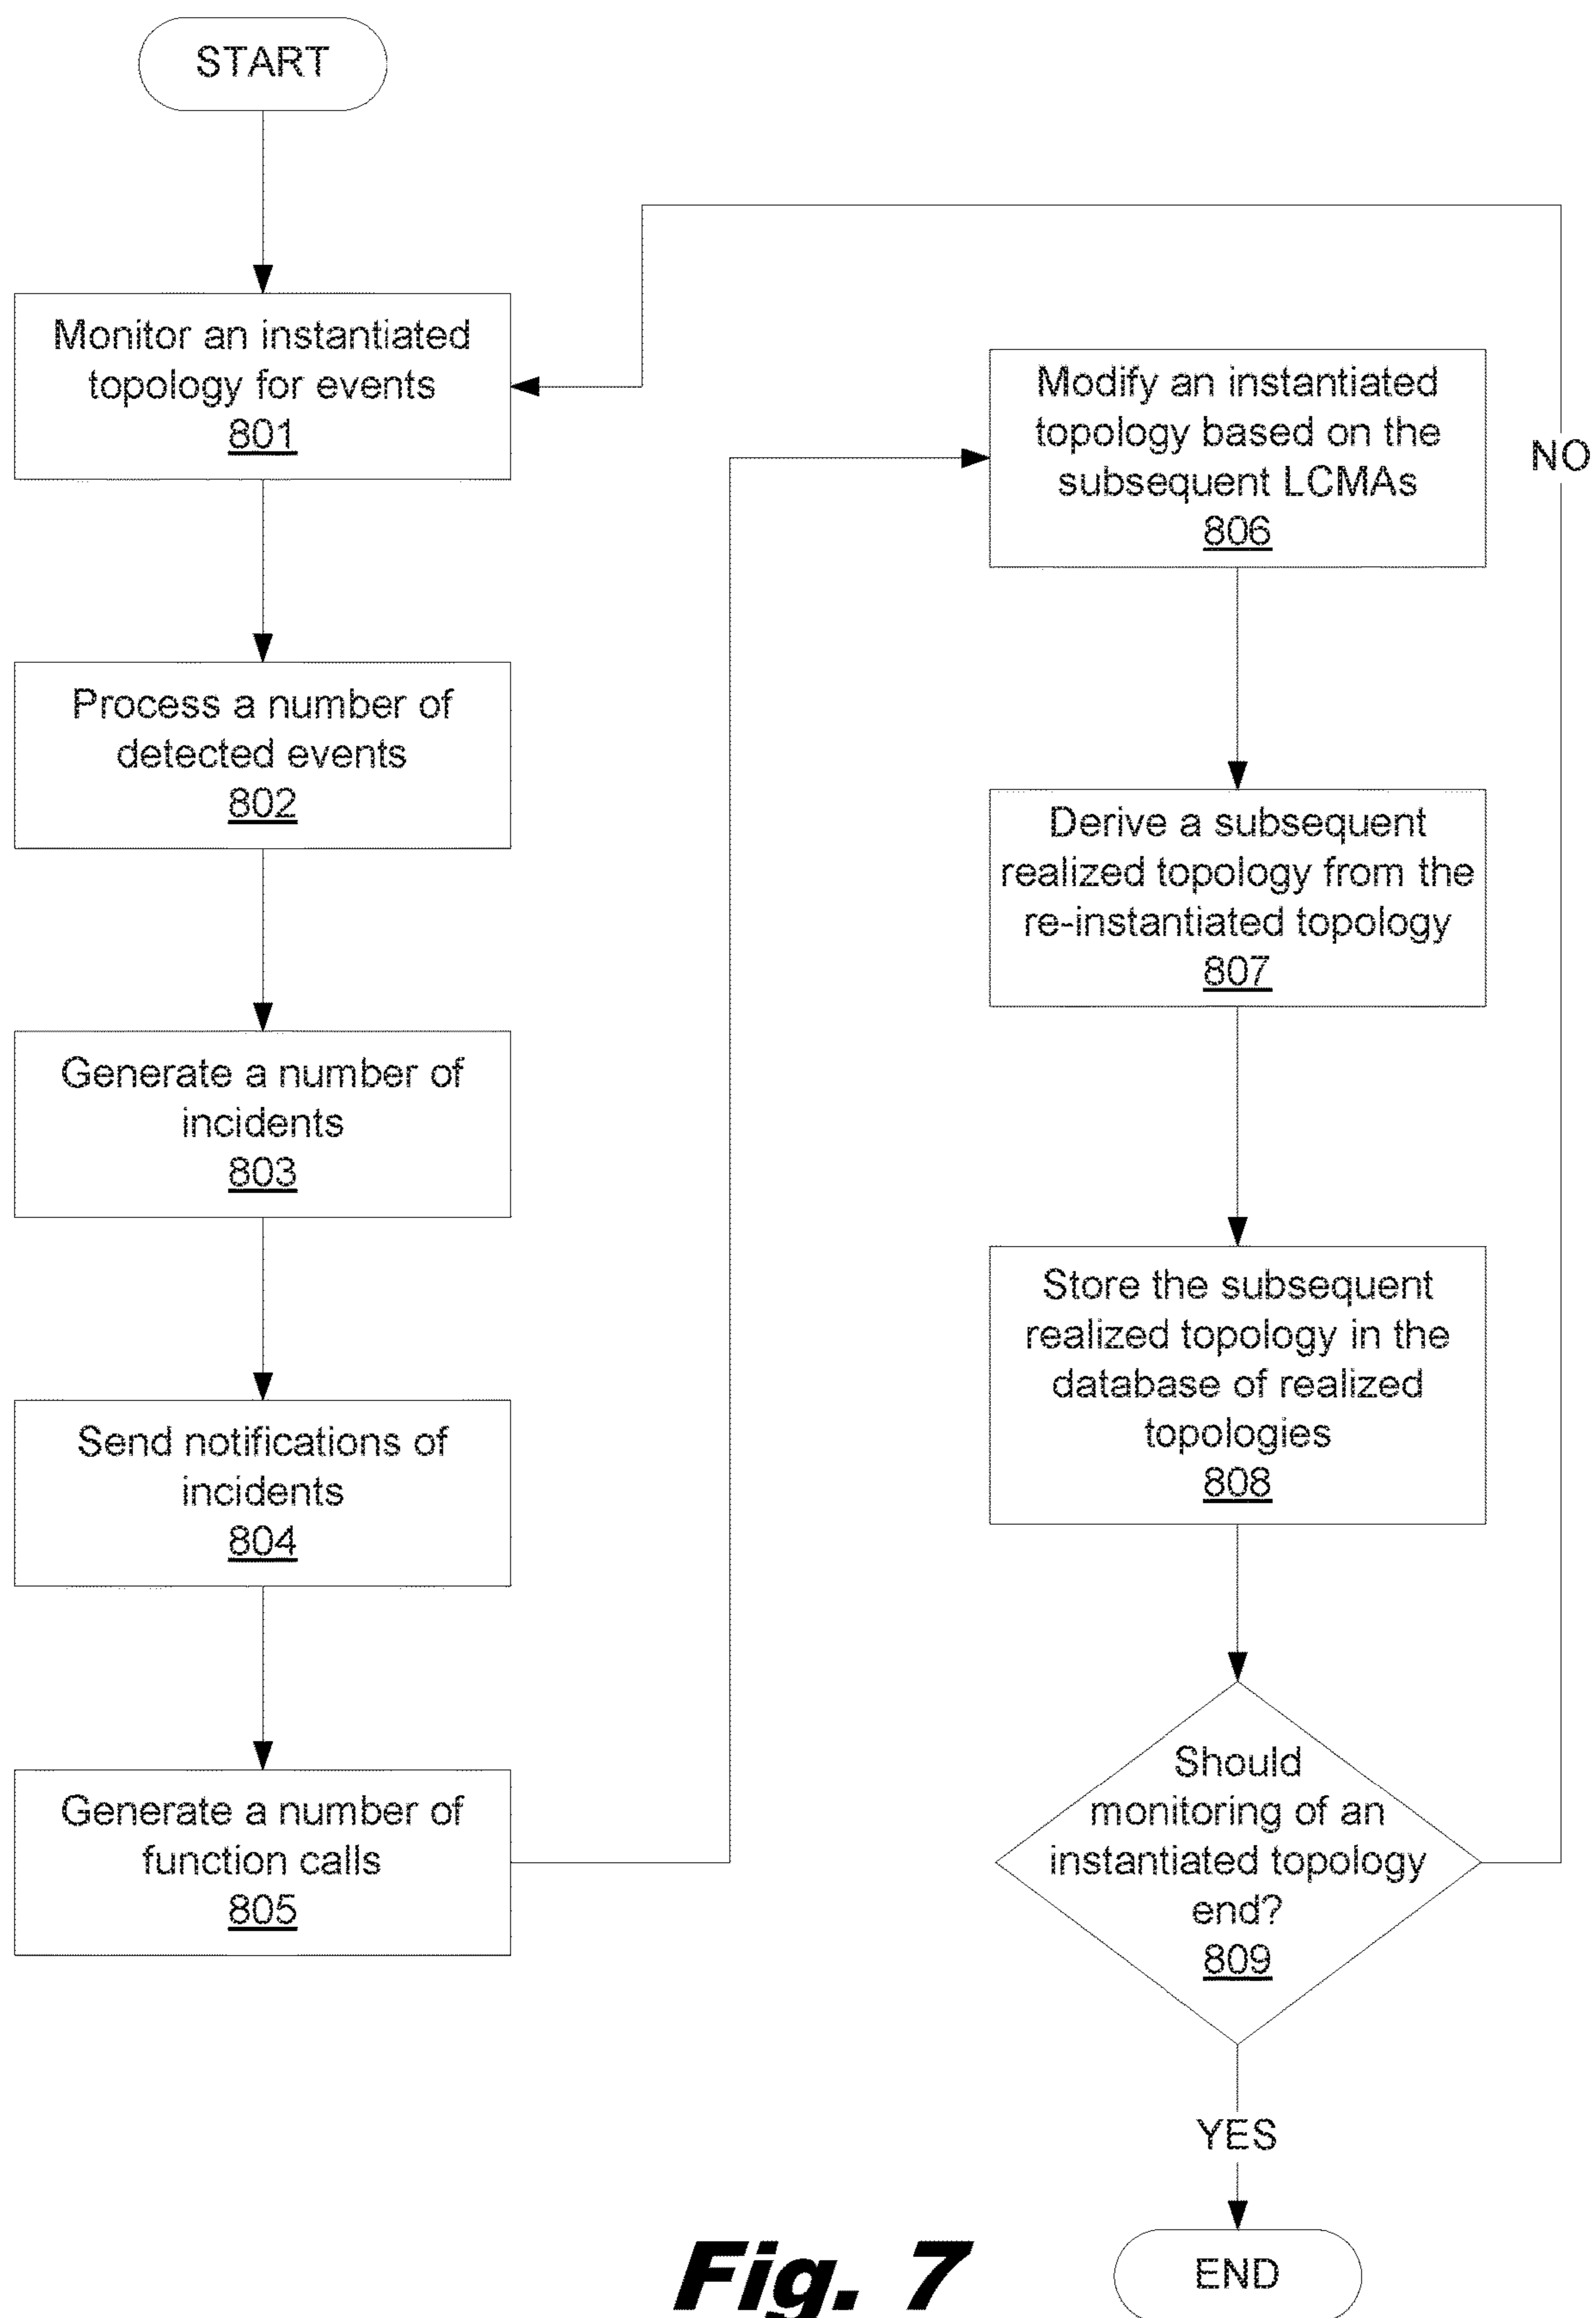 START
Monitor an instantiated
topology for events
801
Process a number of
detected events
802
Generate a number of
incidents
803
Send notifications of
incidents
804
Generate a number of
function calls
805
Modify an instantiated
topology based on the
subsequent LCMAs
806
Derive a subsequent
realized topology from the
re-instantiated topology
807
Store the subsequent
realized topology in the
database of realized
topologies
808
Should
monitoring of an
instantiated topology
end?
809
NO
YES
END
Fig. 7